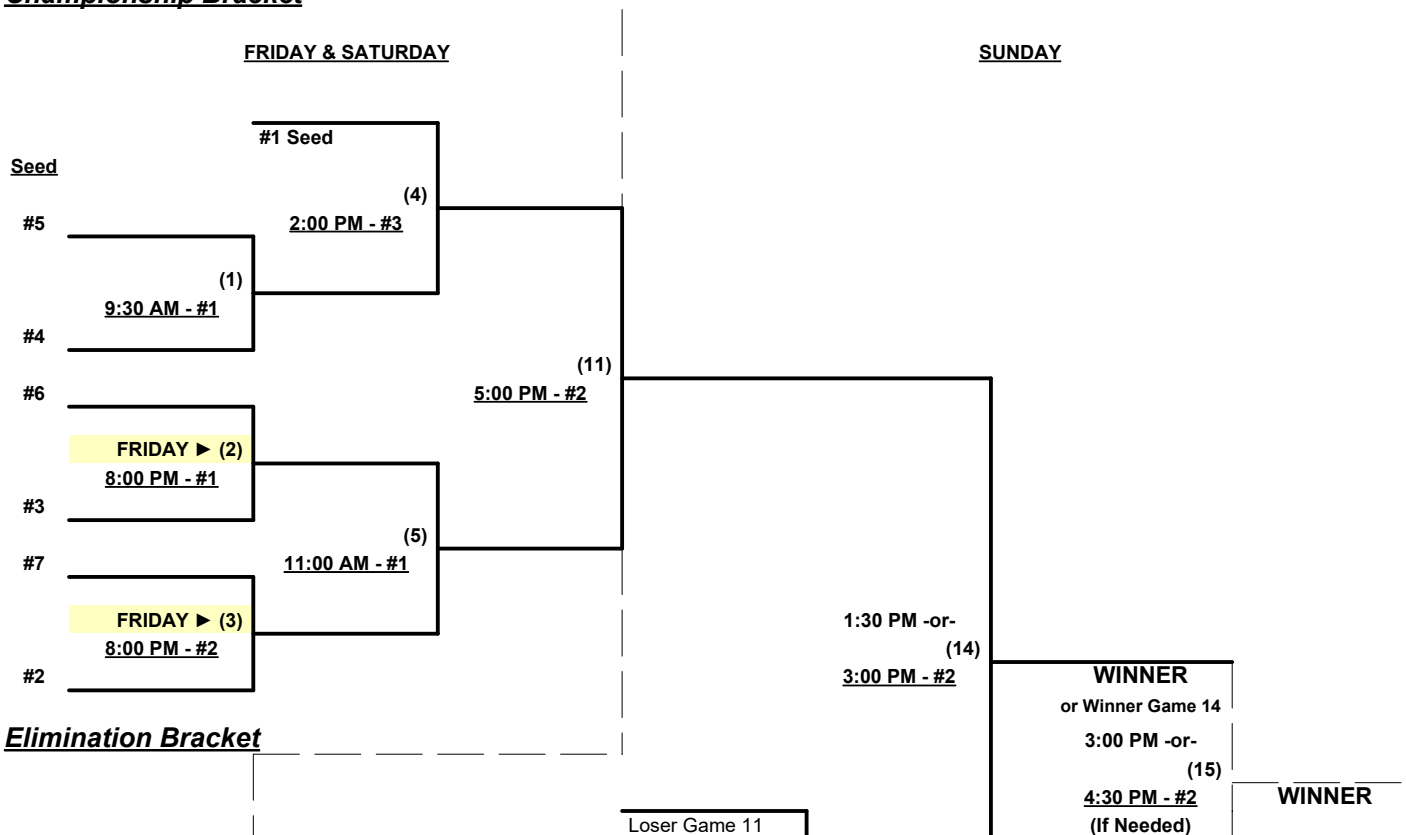 Championship Bracket
FRIDAY & SATURDAY
SUNDAY
#1 Seed
Seed
(4)
#5
2:00 PM - #3
(1)
9:30 AM - #1
#4
(11)
#6
5:00 PM - #2
FRIDAY ► (2)
8:00 PM - #1
#3
(5)
#7
11:00 AM - #1
FRIDAY ► (3)
1:30 PM -or-
8:00 PM - #2
(14)
#2
3:00 PM - #2
WINNER
or Winner Game 14
Elimination Bracket
3:00 PM -or-
(15)
4:30 PM - #2
WINNER
Loser Game 11
(If Needed)